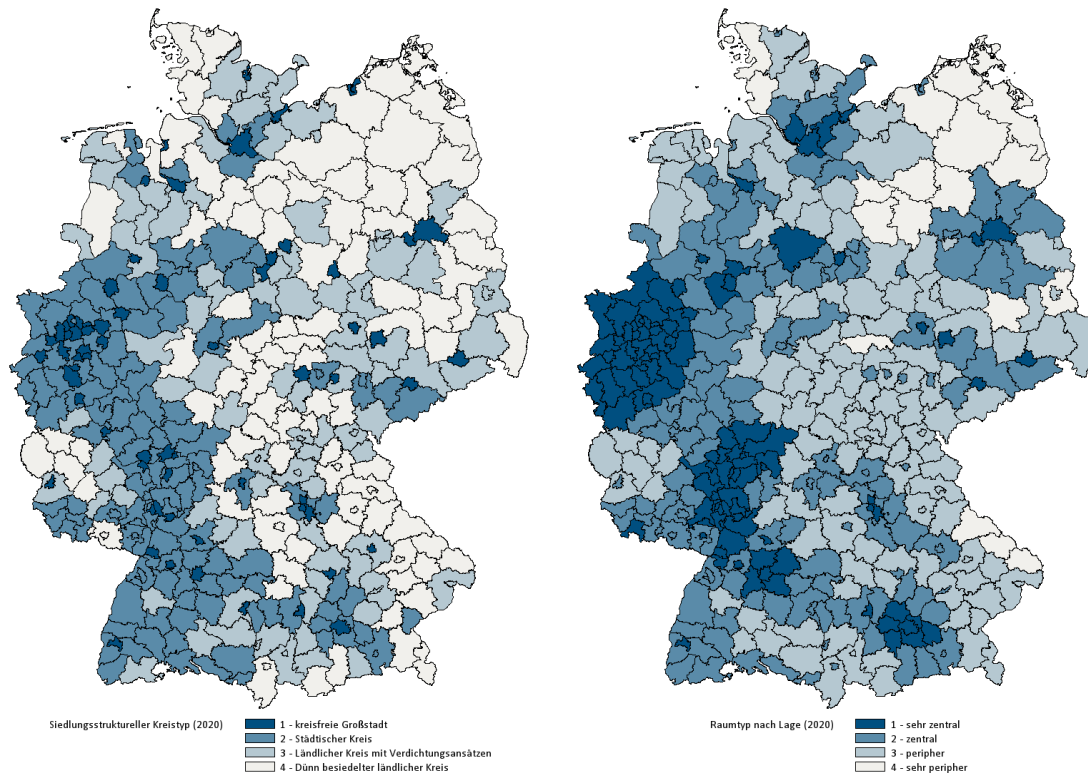 Siedlungsstruktureller Kreistyp (2020)
1 - kreisfreie Großstadt
2 - Städtischer Kreis
3 - Ländlicher Kreis mit Verdichtungsansätzen
4 - Dünn besiedelter ländlicher Kreis
Raumtyp nach Lage (2020)
1 - sehr zentral
2 - zentral
3 - peripher
4 - sehr peripher